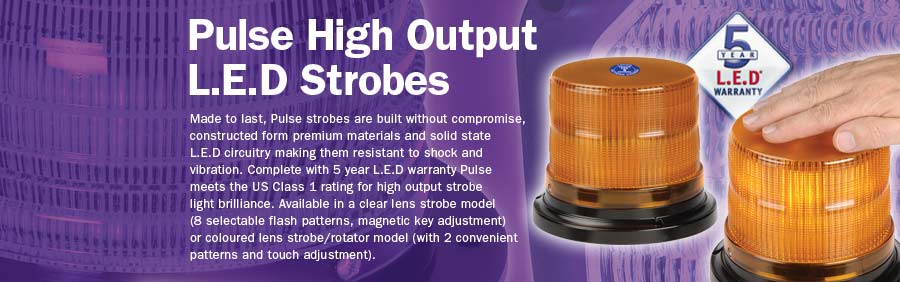 Pulse High Output
L.E.D Strobes
Made to last, Pulse strobes are built without compromise,
constructed form premium materials and solid state
L.E.D circuitry making them resistant to shock and
vibration. Complete with 5 year L.E.D warranty Pulse
meets the US Class 1 rating for high output strobe
light brilliance. Available in a clear lens strobe model
(8 selectable flash patterns, magnetic key adjustment)
or coloured lens strobe/rotator model (with 2 convenient
patterns and touch adjustment).
5
YEAR
L.E.D
WARRANTY